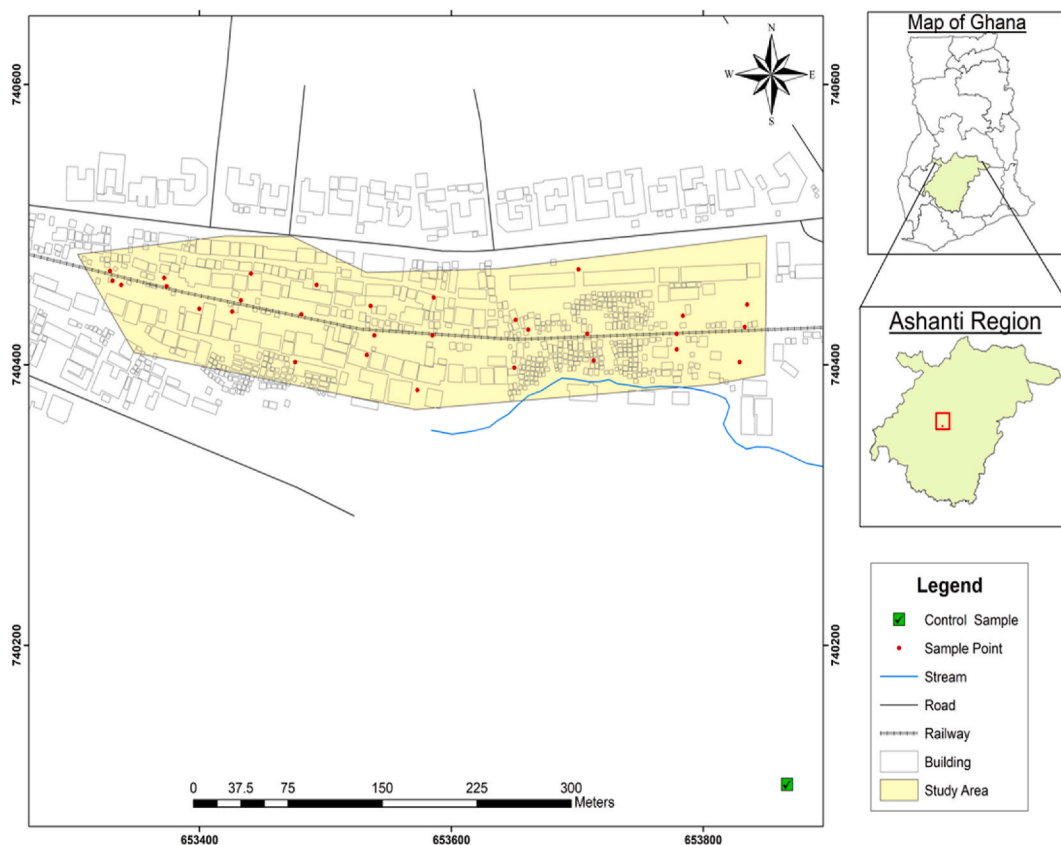 Map of Ghana
N
W E
S
740600
740600
740400
740400
740200
740200
Ashanti Region
Legend
Control Sample
Sample Point
Stream
Road
Railway
Building
Study Area
0 37.5 75 150 225 300
Meters
653400 653600 653800